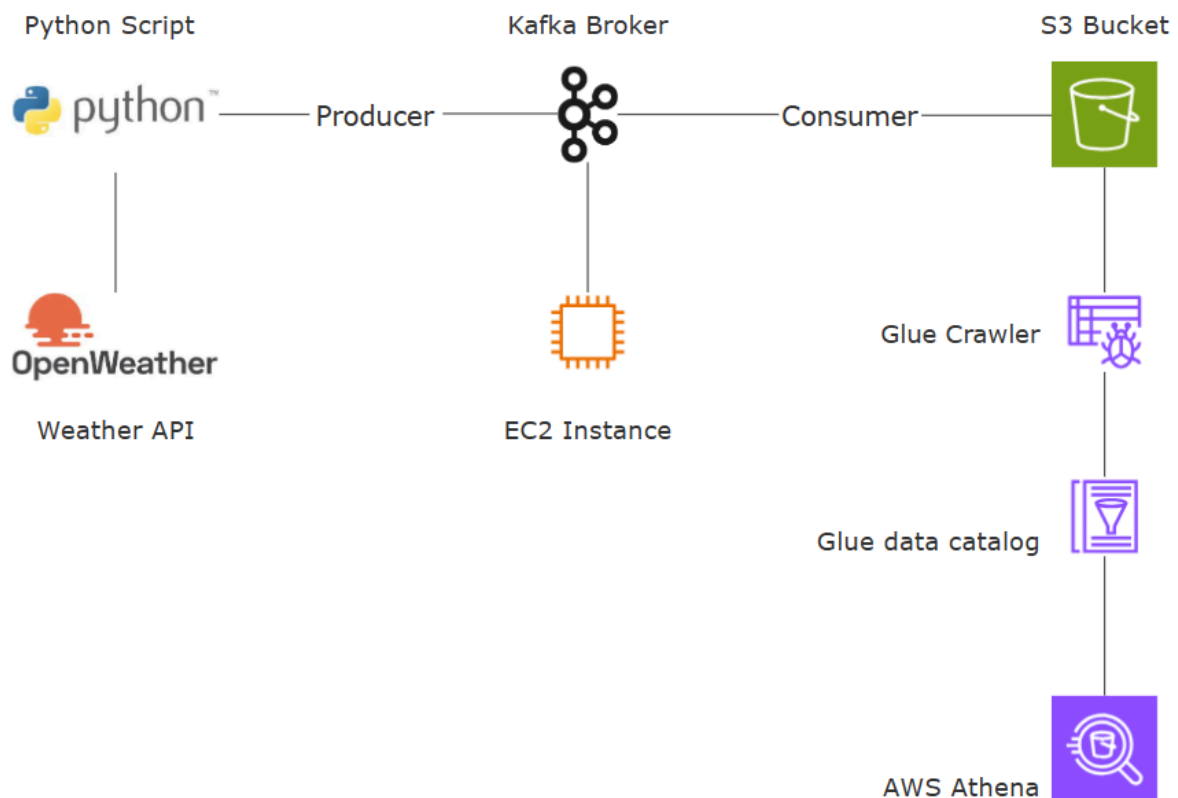 Python Script
Kafka Broker
S3 Bucket
python™
Producer
Consumer
OpenWeather
Glue Crawler
Weather API
EC2 Instance
Glue data catalog
AWS Athena